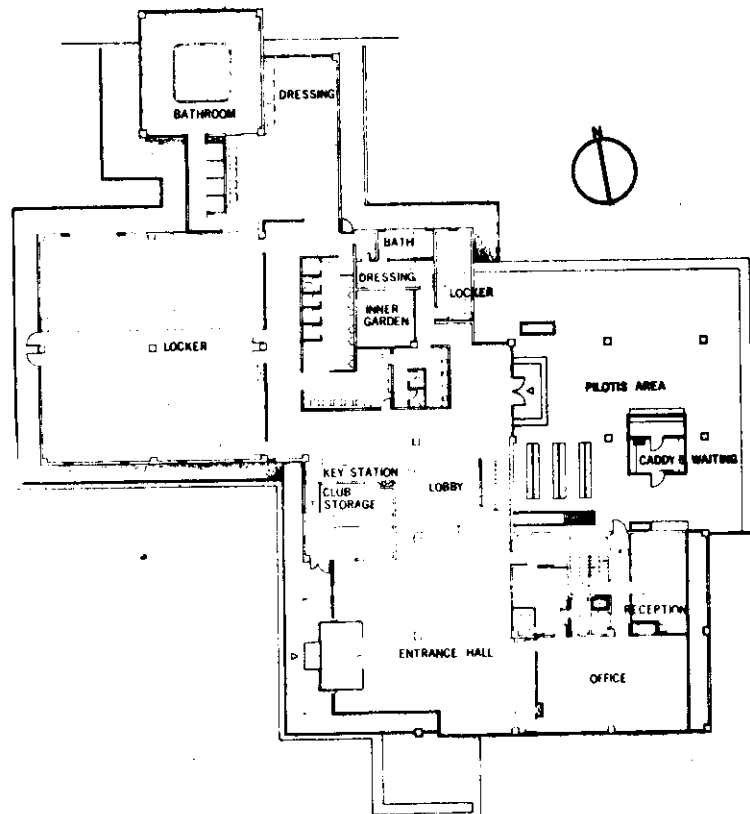 DRESSING
BATHROOM
N
BATH
DRESSING
LOCKER
INNER
GARDEN
LOCKER
PILOTIS AREA
KEY STATION
CLUB
STORAGE
LOBBY
CADDY & WAITING
RECEPTION
ENTRANCE HALL
OFFICE